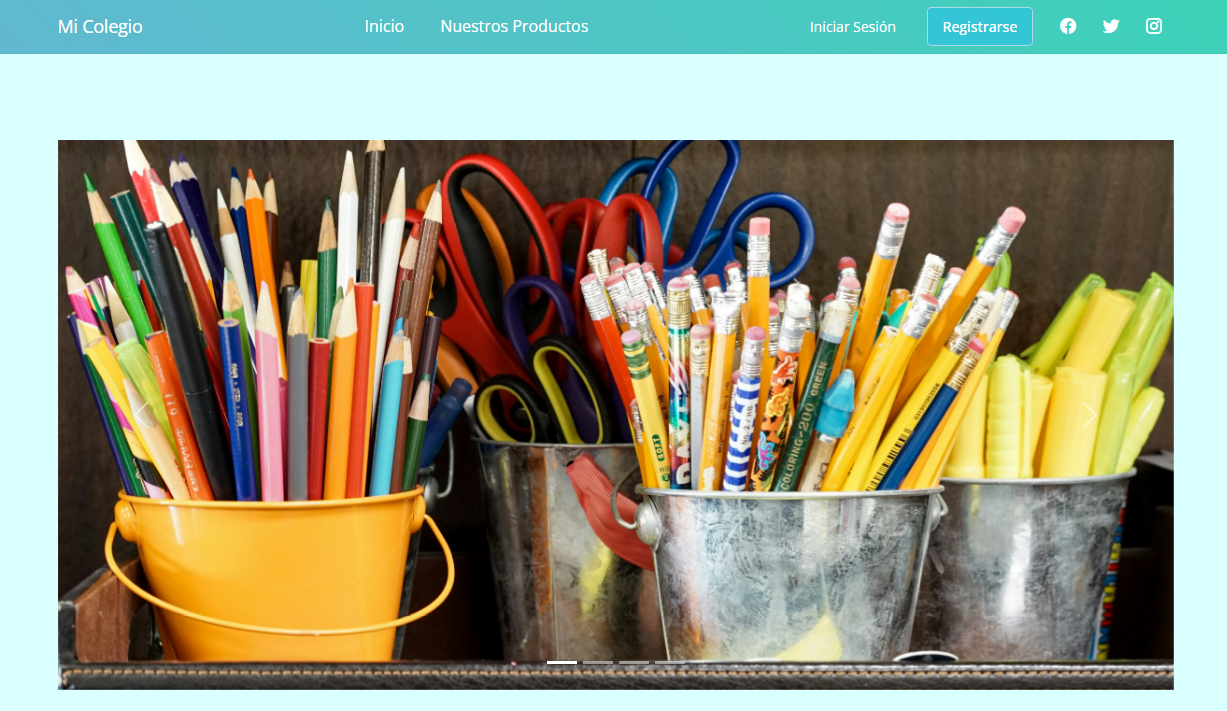 Mi Colegio
Inicio
Nuestros Productos
Iniciar Sesión
Registrarse
COLORING-200 GREEN